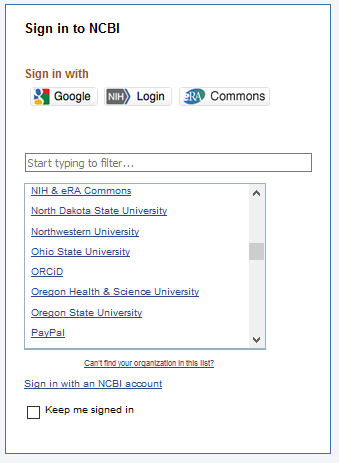 Sign in to NCBI
Sign in with
Google NIH Login eRA Commons
Start typing to filter...
NIH & eRA Commons
North Dakota State University
Northwestern University
Ohio State University
ORCiD
Oregon Health & Science University
Oregon State University
PayPal
Can't find your organization in this list?
Sign in with an NCBI account
Keep me signed in